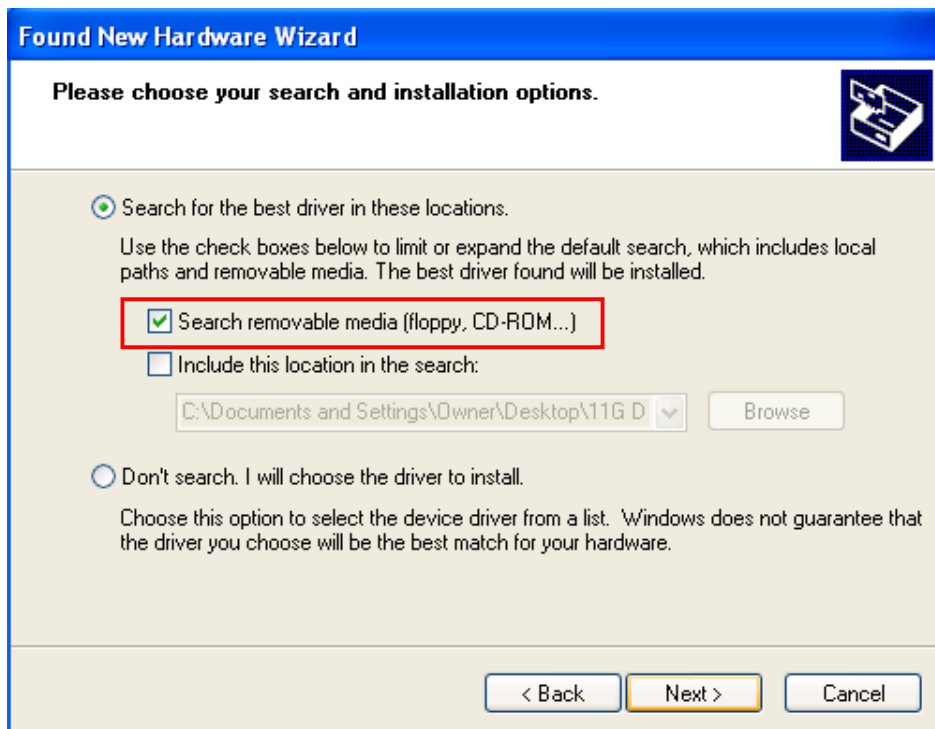 Found New Hardware Wizard
Please choose your search and installation options.
Search for the best driver in these locations.
Use the check boxes below to limit or expand the default search, which includes local
paths and removable media. The best driver found will be installed.
Search removable media (floppy, CD-ROM...)
Include this location in the search:
C:\Documents and Settings\Owner\Desktop\11G D
Browse
Don't search. I will choose the driver to install.
Choose this option to select the device driver from a list.  Windows does not guarantee that
the driver you choose will be the best match for your hardware.
< Back
Next >
Cancel